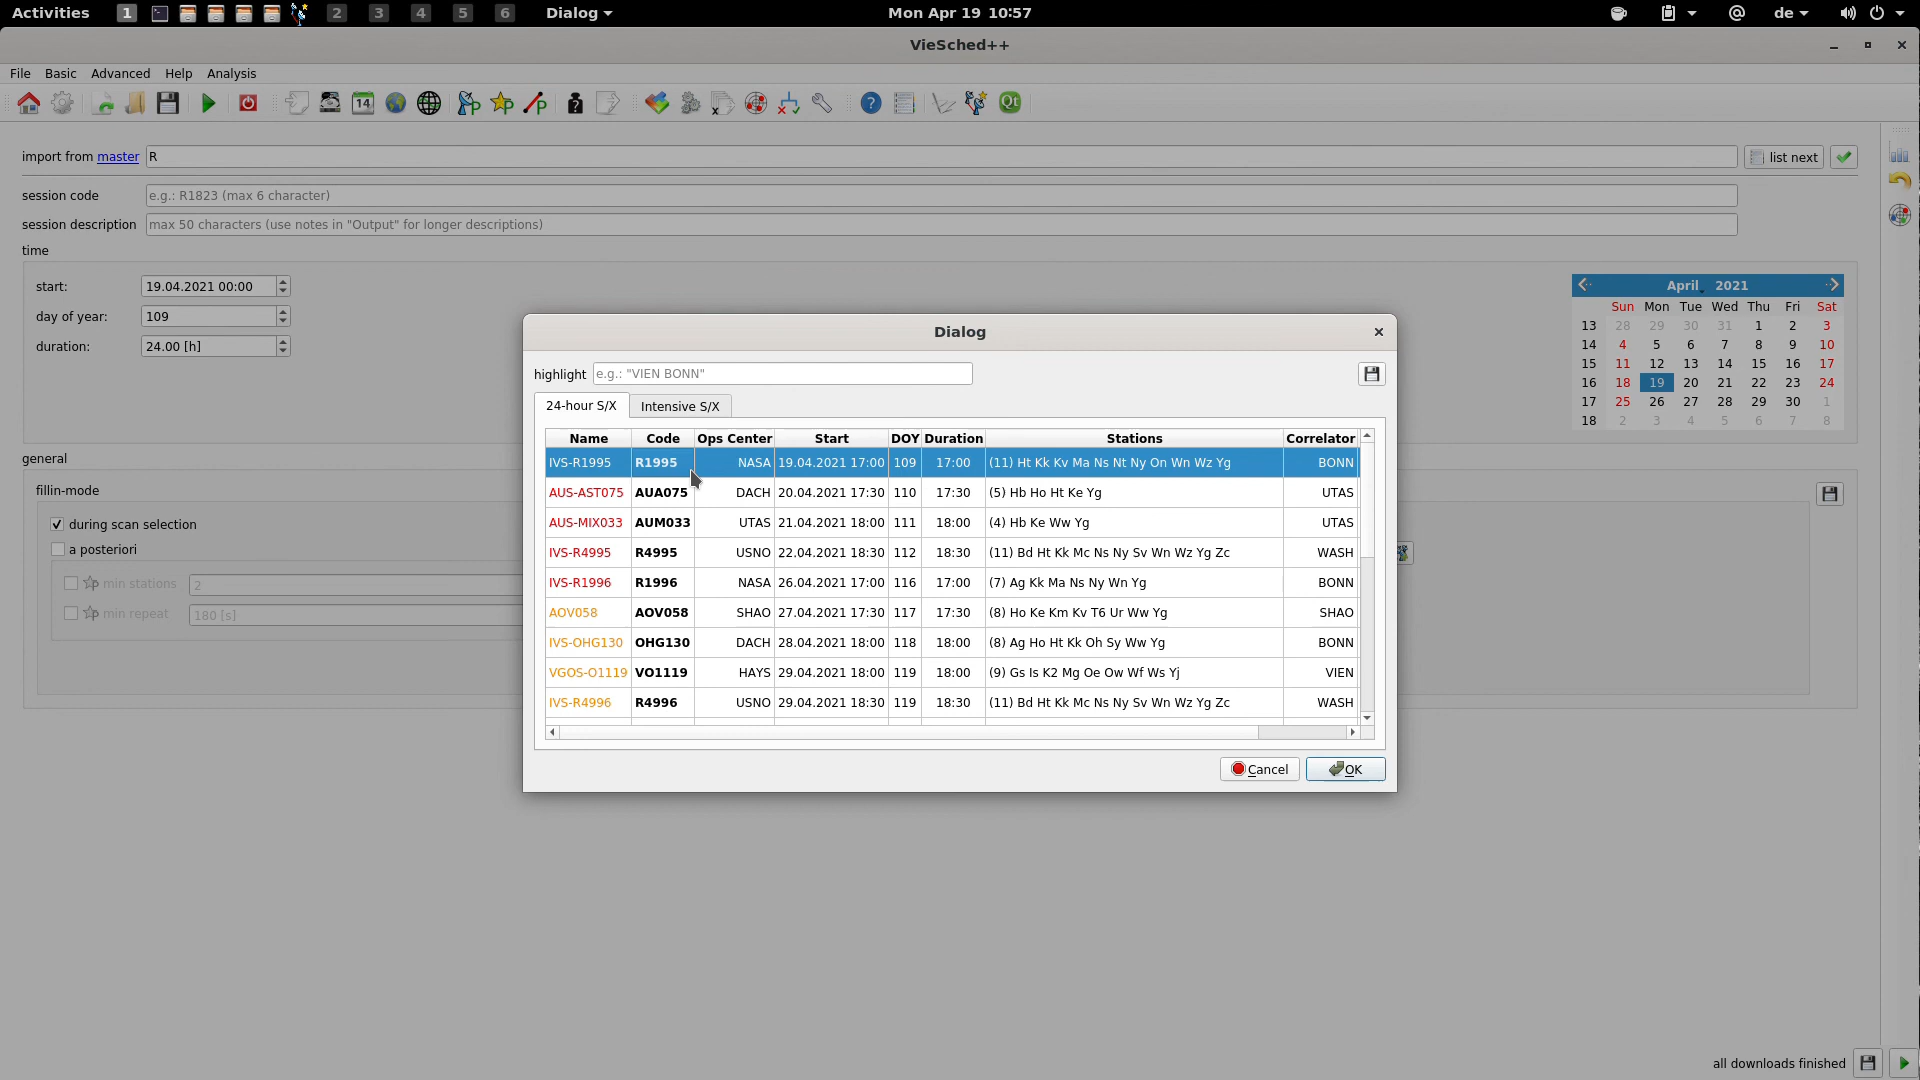 Activities 1 2 3 4 5 6 Dialog Mon Apr 19 10:57 de
VieSched++
File Basic Advanced Help Analysis
14 Qt
import from master R list next
session code e.g.: R1823 (max 6 character)
session description max 50 characters (use notes in "Output" for longer descriptions)
time
start: 19.04.2021 00:00
day of year: 109
duration: 24.00 [h]
April 2021
Sun Mon Tue Wed Thu Fri Sat
13 28 29 30 31 1 2 3
14 4 5 6 7 8 9 10
15 11 12 13 14 15 16 17
16 18 19 20 21 22 23 24
17 25 26 27 28 29 30 1
18 2 3 4 5 6 7 8
general
fillin-mode
during scan selection
a posteriori
min stations 2
min repeat 180 [s]
Dialog
highlight e.g.: "VIEN BONN"
24-hour S/X Intensive S/X
Name Code Ops Center Start DOY Duration Stations Correlator
IVS-R1995 R1995 NASA 19.04.2021 17:00 109 17:00 (11) Ht Kk Kv Ma Ns Nt Ny On Wn Wz Yg BONN
AUS-AST075 AUA075 DACH 20.04.2021 17:30 110 17:30 (5) Hb Ho Ht Ke Yg UTAS
AUS-MIX033 AUM033 UTAS 21.04.2021 18:00 111 18:00 (4) Hb Ke Ww Yg UTAS
IVS-R4995 R4995 USNO 22.04.2021 18:30 112 18:30 (11) Bd Ht Kk Mc Ns Ny Sv Wn Wz Yg Zc WASH
IVS-R1996 R1996 NASA 26.04.2021 17:00 116 17:00 (7) Ag Kk Ma Ns Ny Wn Yg BONN
AOV058 AOV058 SHAO 27.04.2021 17:30 117 17:30 (8) Ho Ke Km Kv T6 Ur Ww Yg SHAO
IVS-OHG130 OHG130 DACH 28.04.2021 18:00 118 18:00 (8) Ag Ho Ht Kk Oh Sy Ww Yg BONN
VGOS-O1119 VO1119 HAYS 29.04.2021 18:00 119 18:00 (9) Gs Is K2 Mg Oe Ow Wf Ws Yj VIEN
IVS-R4996 R4996 USNO 29.04.2021 18:30 119 18:30 (11) Bd Ht Kk Mc Ns Ny Sv Wn Wz Yg Zc WASH
Cancel OK
all downloads finished